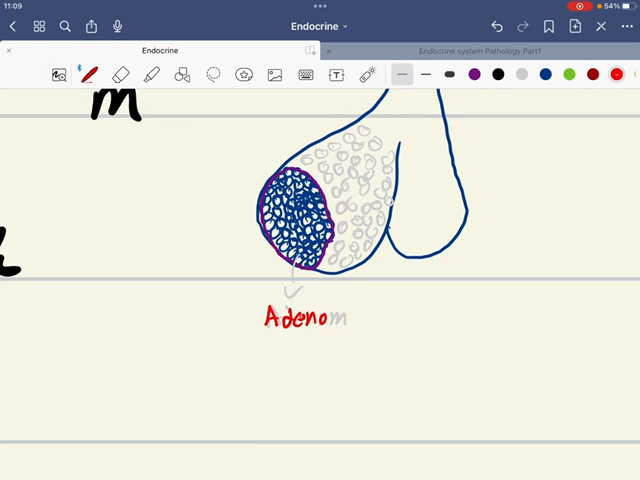 11:09
54%
Endocrine
Endocrine
Endocrine system Pathology Part1
m
Adenom